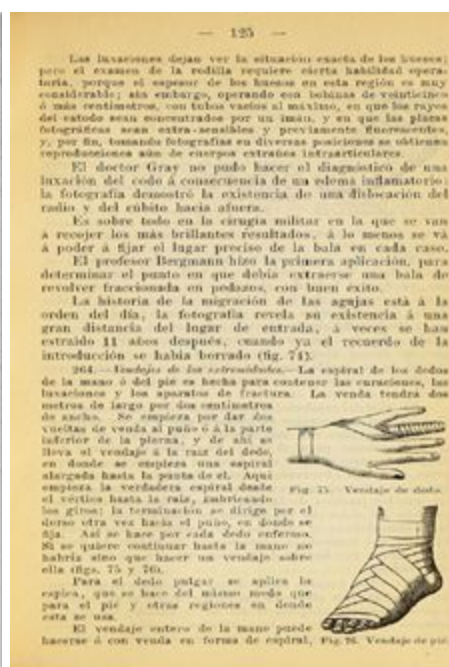 — 125 —
Las luxaciones dejan ver la situación exacta de los huesos;
pero el examen de la rodilla requiere cierta habilidad opera-
toria, porque el espesor de los huesos en esta región es muy
considerable; sin embargo, operando con bobinas de veinticinco
ó más centímetros, con tubos vacíos al máximo, en que los rayos
del catodo sean concentrados por un imán, y en que las placas
fotográficas sean extra-sensibles y previamente fluorescentes,
y, por fin, tomando fotografías en diversas posiciones se obtienen
reproducciones aún de cuerpos extraños intraarticulares.
El doctor Gray no pudo hacer el diagnóstico de una
luxación del codo á consecuencia de un edema inflamatorio;
la fotografía demostró la existencia de una dislocación del
radio y del cúbito hacia afuera.
Es sobre todo en la cirugía militar en la que se van
á recojer los más brillantes resultados, á lo menos se vá
á poder á fijar el lugar preciso de la bala en cada caso.
El profesor Bergmann hizo la primera aplicación, para
determinar el punto en que debía extraerse una bala de
revolver fraccionada en pedazos, con buen éxito.
La historia de la migración de las agujas está á la
orden del día, la fotografía revela su existencia á una
gran distancia del lugar de entrada, á veces se han
extraído 11 años después, cuando ya el recuerdo de la
introducción se había borrado (fig. 74).
264.—Vendajes de las extremidades.—La espiral de los dedos
de la mano ó del pie es hecha para contener las curaciones, las
luxaciones y los aparatos de fractura. La venda tendrá dos
metros de largo por dos centímetros
de ancho. Se empieza por dar dos
vueltas de venda al puño ó á la parte
inferior de la pierna, y de ahí se
lleva el vendaje á la raíz del dedo,
en donde se empieza una espiral
alargada hasta la punta de él. Aquí
empieza la verdadera espiral desde
el vértice hasta la raíz, imbricando
los giros; la terminación se dirige por el
dorso otra vez hacia el puño, en donde se
fija. Así se hace por cada dedo enfermo.
Si se quiere continuar hasta la mano no
habría sino que hacer un vendaje sobre
ella (figs. 75 y 76).
Para el dedo pulgar se aplica la
espica, que se hace del mismo modo que
para el pié y otras regiones en donde
esta se usa.
El vendaje entero de la mano puede
hacerse ó con venda en forma de espiral,
Fig. 75. Vendaje de dedo.
Fig. 76. Vendaje de pié.